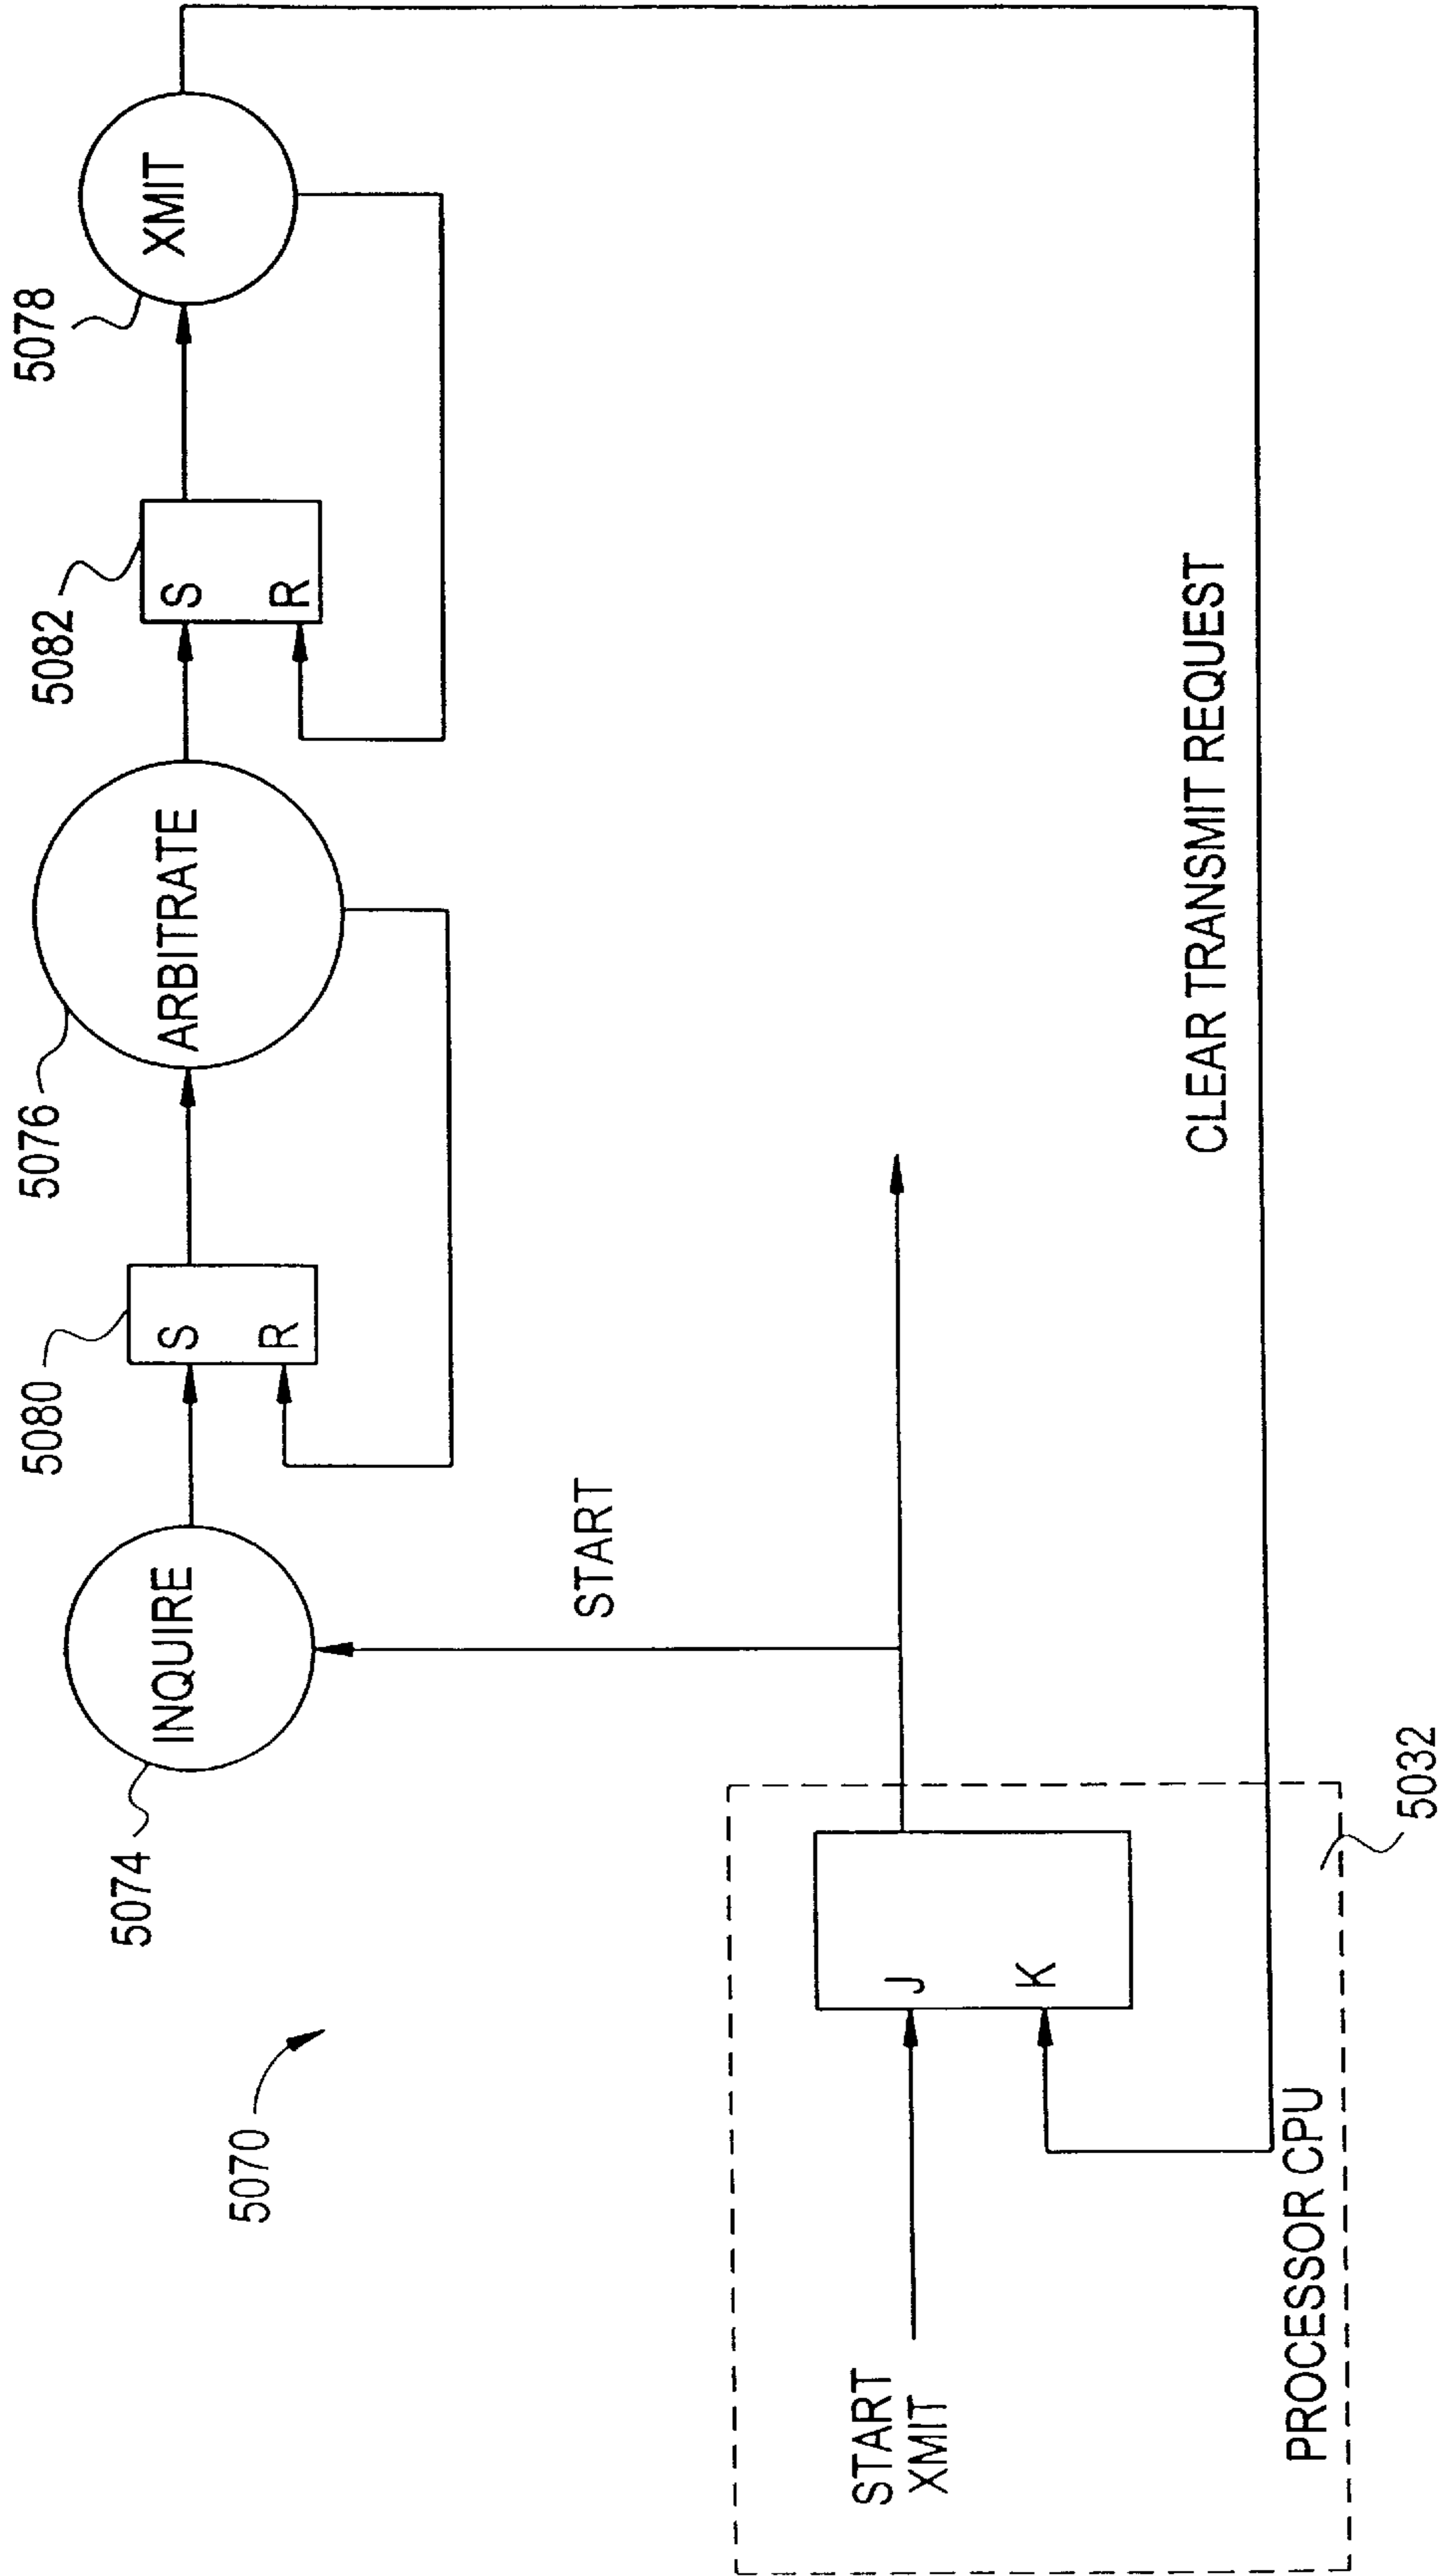 5070
5074
INQUIRE
5080
S
R
5076
ARBITRATE
5082
S
R
5078
XMIT
START
START
XMIT
J
K
PROCESSOR CPU
5032
CLEAR TRANSMIT REQUEST